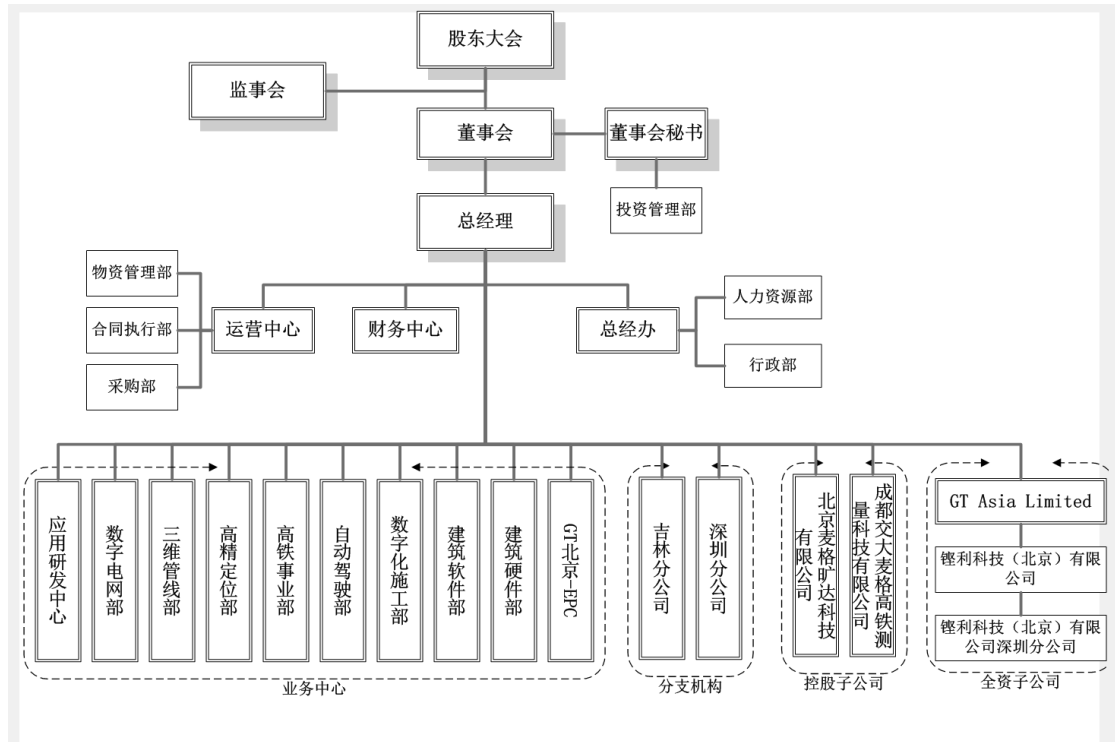 股东大会
监事会
董事会
董事会秘书
投资管理部
总经理
物资管理部
合同执行部
采购部
运营中心
财务中心
总经办
人力资源部
行政部
应用研发中心
数字电网部
三维管线部
高精定位部
高铁事业部
自动驾驶部
数字化施工部
建筑软件部
建筑硬件部
GT北京-EPC
业务中心
吉林分公司
深圳分公司
分支机构
北京麦格旷达科技
有限公司
成都交大麦格高铁测
量科技有限公司
控股子公司
GT Asia Limited
铿利科技（北京）有限
公司
铿利科技（北京）有限
公司深圳分公司
全资子公司